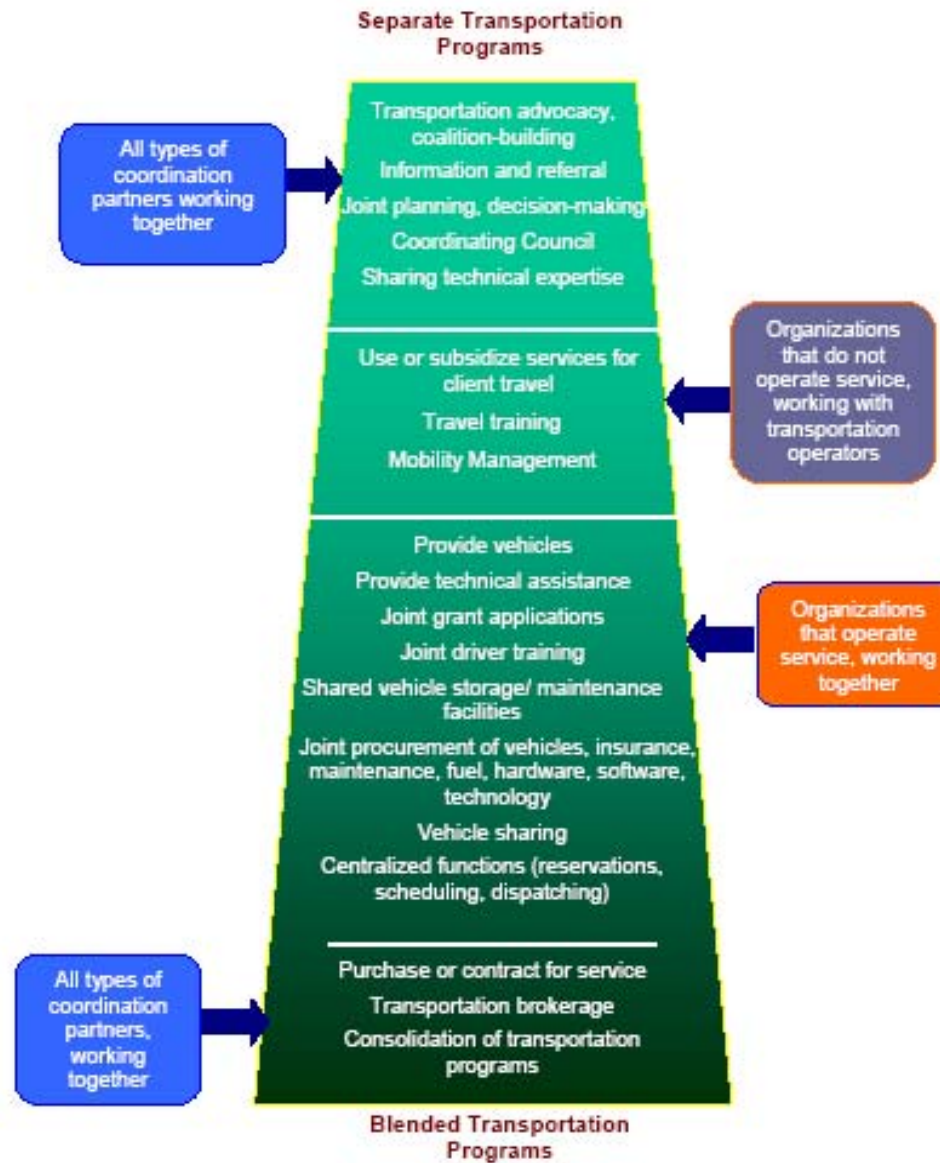 Separate Transportation
Programs
Transportation advocacy,
coalition-building
Information and referral
Joint planning, decision-making
Coordinating Council
Sharing technical expertise
All types of
coordination
partners working
together
Use or subsidize services for
client travel
Travel training
Mobility Management
Organizations
that do not
operate service,
working with
transportation
operators
Provide vehicles
Provide technical assistance
Joint grant applications
Joint driver training
Shared vehicle storage/ maintenance
facilities
Joint procurement of vehicles, insurance,
maintenance, fuel, hardware, software,
technology
Vehicle sharing
Centralized functions (reservations,
scheduling, dispatching)
Organizations
that operate
service, working
together
Purchase or contract for service
Transportation brokerage
Consolidation of transportation
programs
All types of
coordination
partners,
working
together
Blended Transportation
Programs